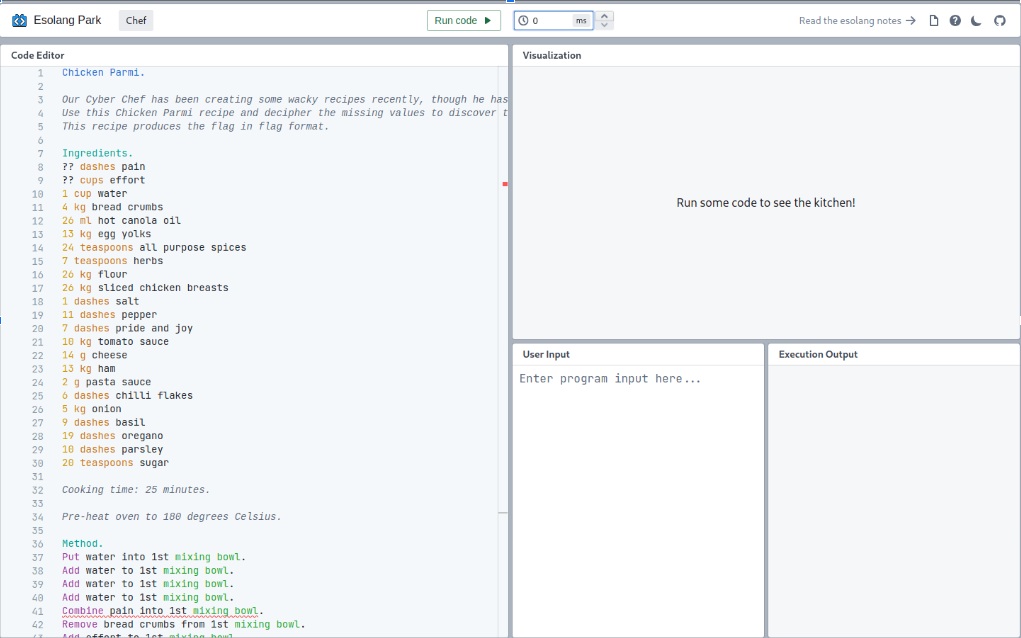 Esolang Park
Chef
Run code
0
ms
Read the esolang notes →
Code Editor
1 Chicken Parmi.
2
3 Our Cyber Chef has been creating some wacky recipes recently, though he has
4 Use this Chicken Parmi recipe and decipher the missing values to discover t
5 This recipe produces the flag in flag format.
6
7 Ingredients.
8 ?? dashes pain
9 ?? cups effort
10 1 cup water
11 4 kg bread crumbs
12 26 ml hot canola oil
13 13 kg egg yolks
14 24 teaspoons all purpose spices
15 7 teaspoons herbs
16 26 kg flour
17 26 kg sliced chicken breasts
18 1 dashes salt
19 11 dashes pepper
20 7 dashes pride and joy
21 10 kg tomato sauce
22 14 g cheese
23 13 kg ham
24 2 g pasta sauce
25 6 dashes chilli flakes
26 5 kg onion
27 9 dashes basil
28 19 dashes oregano
29 10 dashes parsley
30 20 teaspoons sugar
31
32 Cooking time: 25 minutes.
33
34 Pre-heat oven to 180 degrees Celsius.
35
36 Method.
37 Put water into 1st mixing bowl.
38 Add water to 1st mixing bowl.
39 Add water to 1st mixing bowl.
40 Add water to 1st mixing bowl.
41 Combine pain into 1st mixing bowl.
42 Remove bread crumbs from 1st mixing bowl.
43 Add effort to 1st mixing bowl.
Visualization
Run some code to see the kitchen!
User Input
Enter program input here...
Execution Output